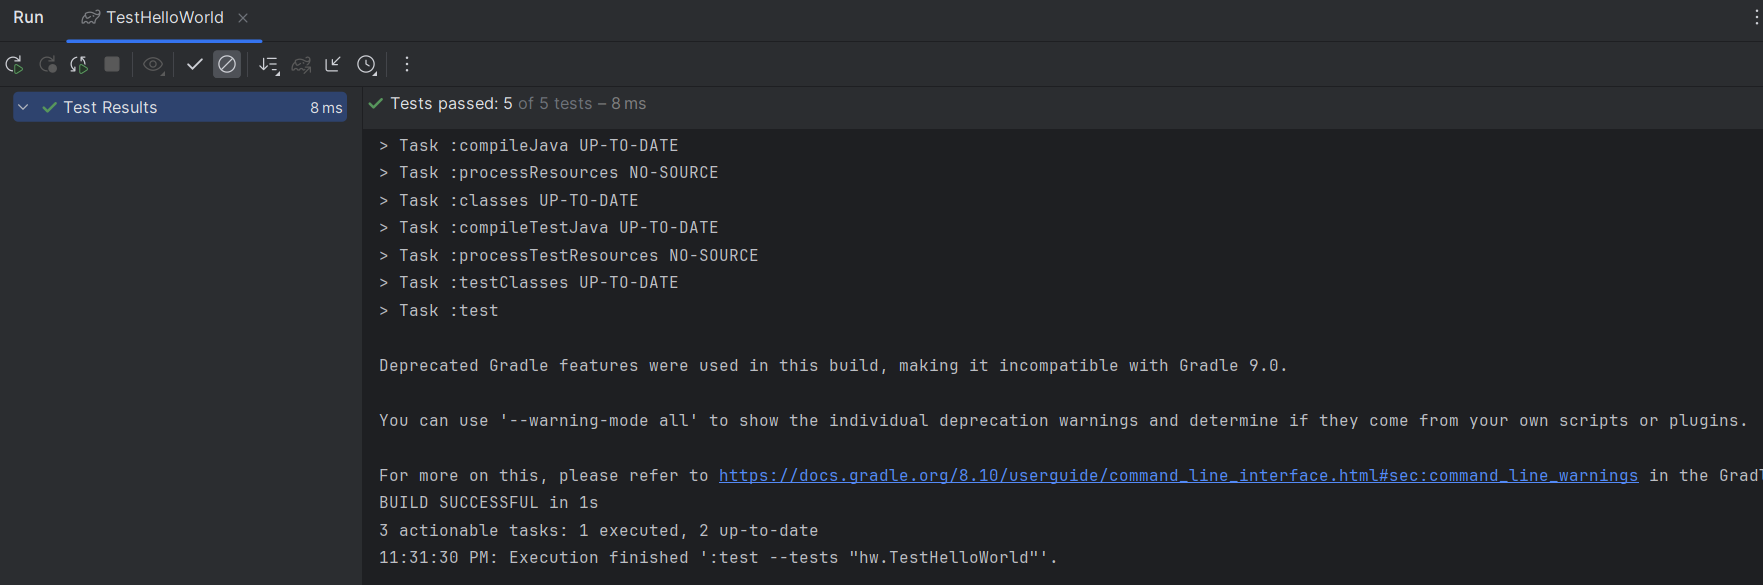 Run
TestHelloWorld
Test Results 8 ms
Tests passed: 5 of 5 tests – 8 ms
> Task :compileJava UP-TO-DATE
> Task :processResources NO-SOURCE
> Task :classes UP-TO-DATE
> Task :compileTestJava UP-TO-DATE
> Task :processTestResources NO-SOURCE
> Task :testClasses UP-TO-DATE
> Task :test
Deprecated Gradle features were used in this build, making it incompatible with Gradle 9.0.
You can use '--warning-mode all' to show the individual deprecation warnings and determine if they come from your own scripts or plugins.
For more on this, please refer to https://docs.gradle.org/8.10/userguide/command_line_interface.html#sec:command_line_warnings in the
BUILD SUCCESSFUL in 1s
3 actionable tasks: 1 executed, 2 up-to-date
11:31:30 PM: Execution finished ':test --tests "hw.TestHelloWorld"'.